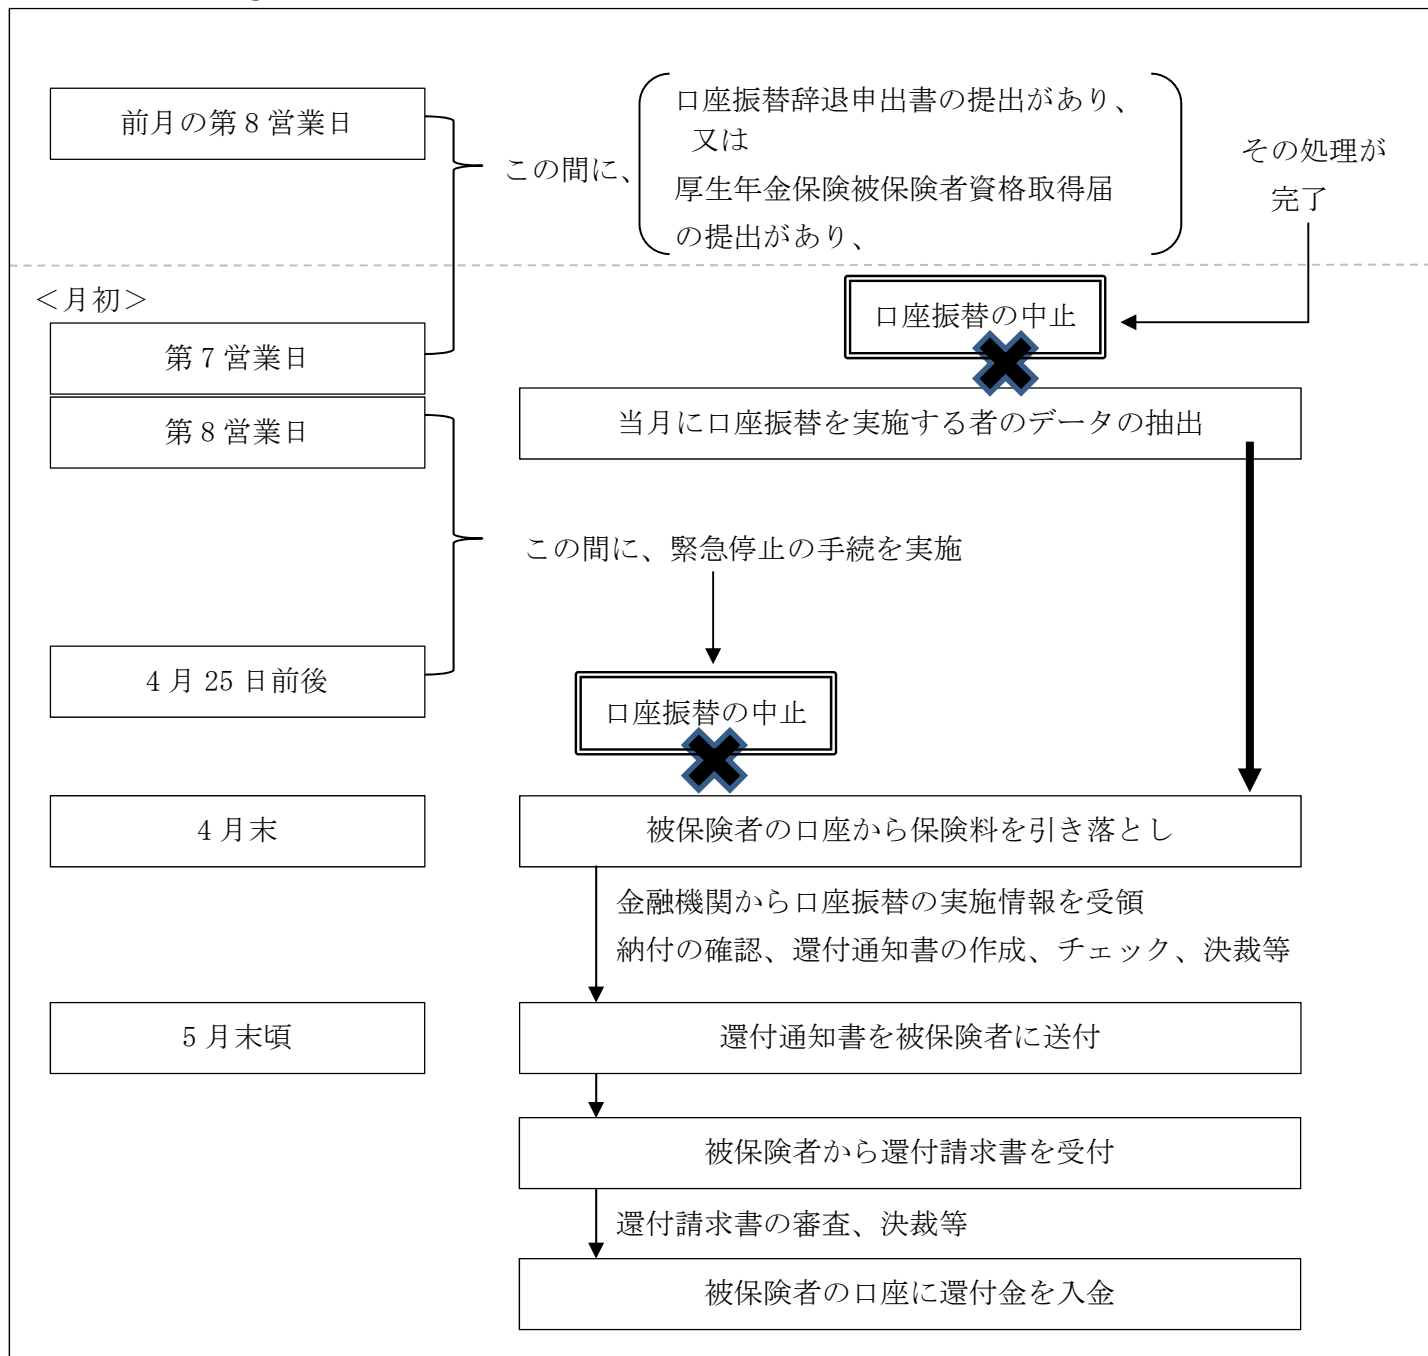 前月の第８営業日
この間に、
口座振替辞退申出書の提出があり、
又は
厚生年金保険被保険者資格取得届
の提出があり、
その処理が
完了
＜月初＞
口座振替の中止
第７営業日
当月に口座振替を実施する者のデータの抽出
第８営業日
この間に、緊急停止の手続を実施
4 月 25 日前後
口座振替の中止
4 月末
被保険者の口座から保険料を引き落とし
金融機関から口座振替の実施情報を受領
納付の確認、還付通知書の作成、チェック、決裁等
5 月末頃
還付通知書を被保険者に送付
被保険者から還付請求書を受付
還付請求書の審査、決裁等
被保険者の口座に還付金を入金